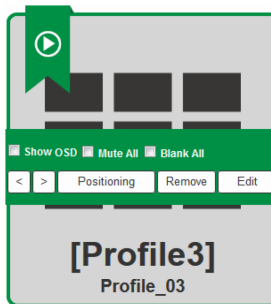 Show OSD Mute All Blank All
< > Positioning Remove Edit
[Profile3]
Profile_03